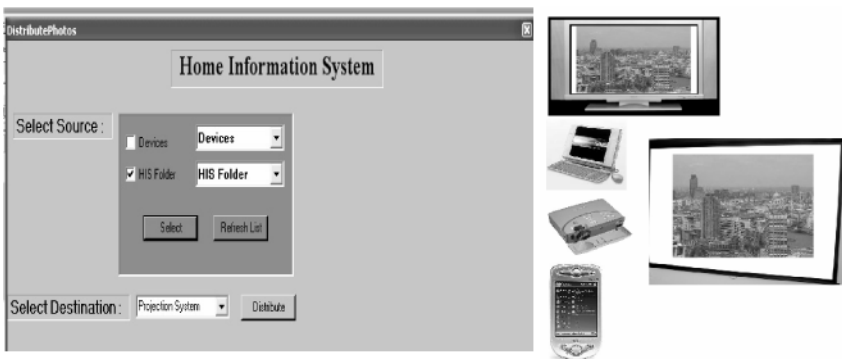 DistributePhotos
Home Information System
Select Source :
Devices
Devices
HIS Folder
HIS Folder
Select
Refresh List
Select Destination :
Projection System
Distribute